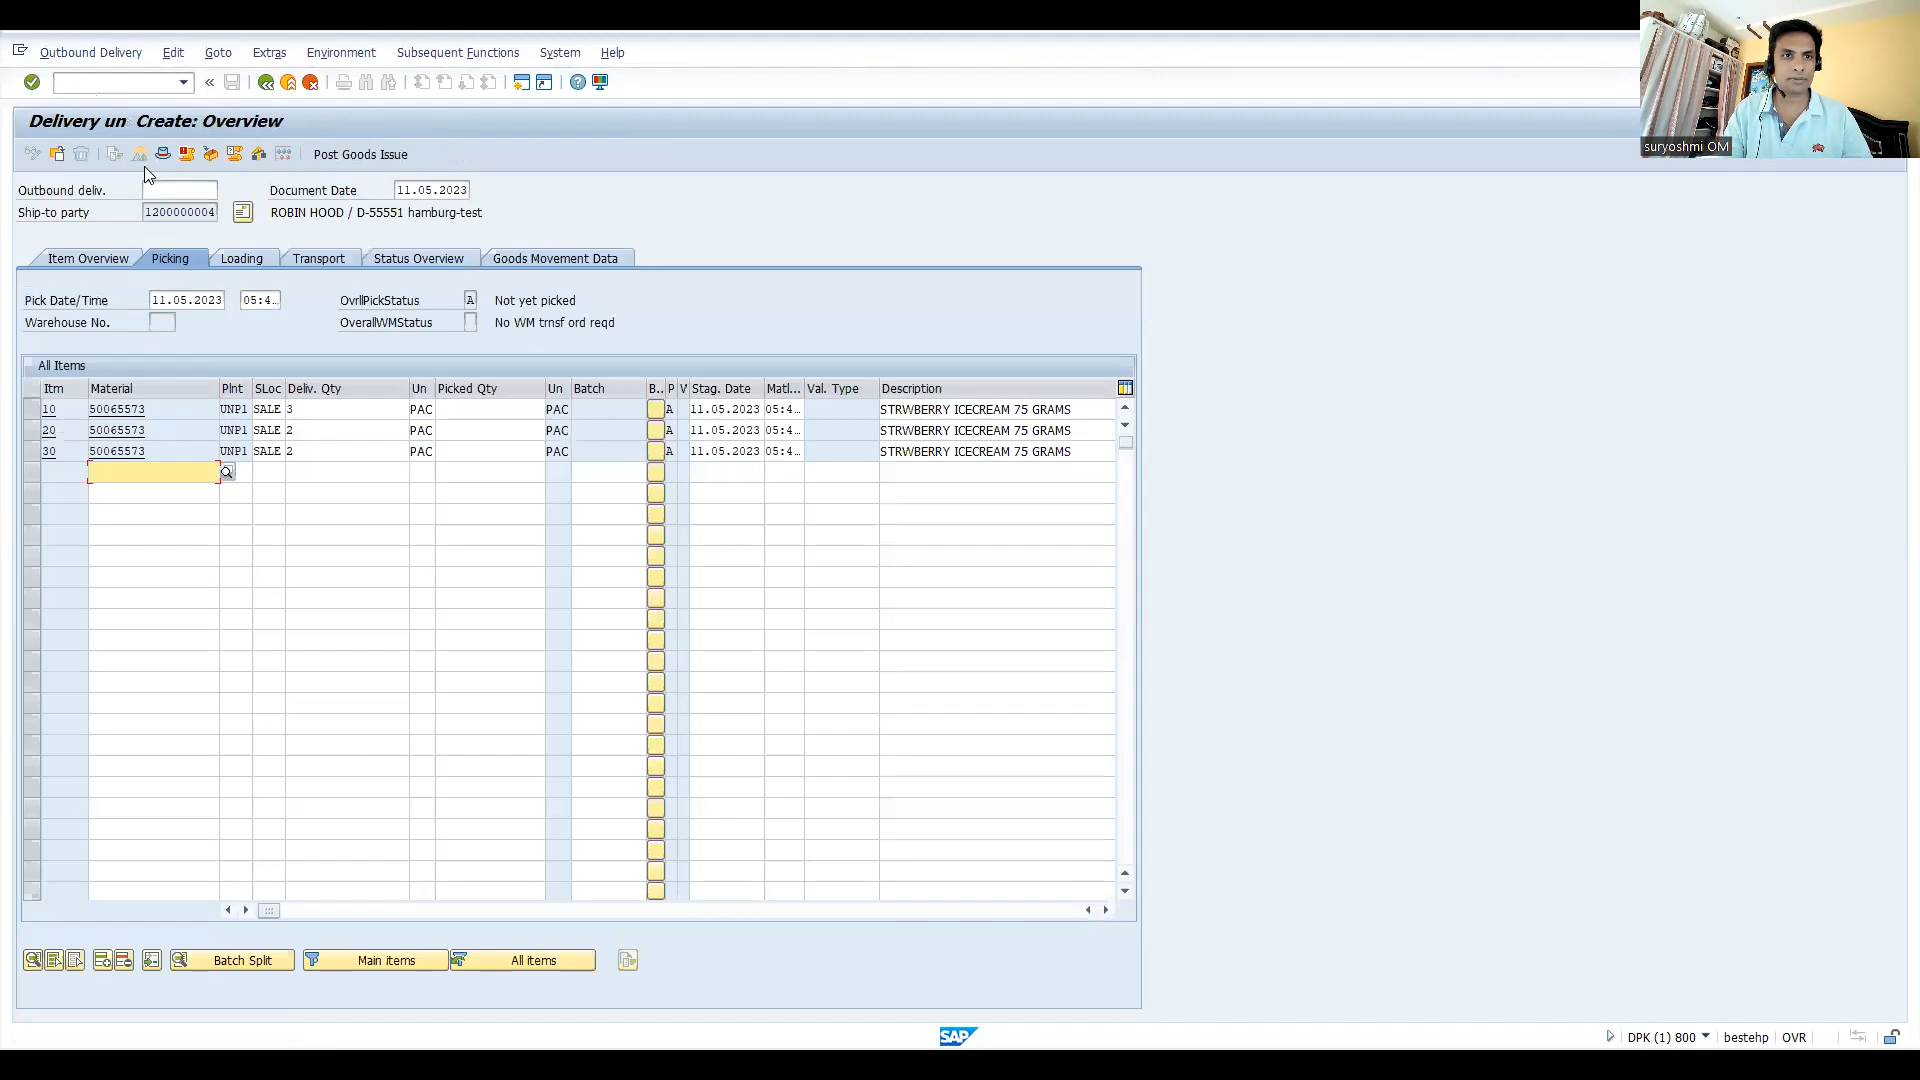 Outbound Delivery Edit Goto Extras Environment Subsequent Functions System Help
«
Delivery un Create: Overview
Post Goods Issue
Outbound deliv. Document Date 11.05.2023
Ship-to party 1200000004 ROBIN HOOD / D-55551 hamburg-test
Item Overview Picking Loading Transport Status Overview Goods Movement Data
Pick Date/Time 11.05.2023 05:4… OvrllPickStatus A Not yet picked
Warehouse No. OverallWMStatus No WM trnsf ord reqd
All Items
Itm Material Plnt SLoc Deliv. Qty Un Picked Qty Un Batch B.. P V Stag. Date Matl... Val. Type Description
10 50065573 UNP1 SALE 3 PAC PAC A 11.05.2023 05:4… STRWBERRY ICECREAM 75 GRAMS
20 50065573 UNP1 SALE 2 PAC PAC A 11.05.2023 05:4… STRWBERRY ICECREAM 75 GRAMS
30 50065573 UNP1 SALE 2 PAC PAC A 11.05.2023 05:4… STRWBERRY ICECREAM 75 GRAMS
Batch Split Main items All items
SAP DPK (1) 800 bestehp OVR
suryoshmi OM